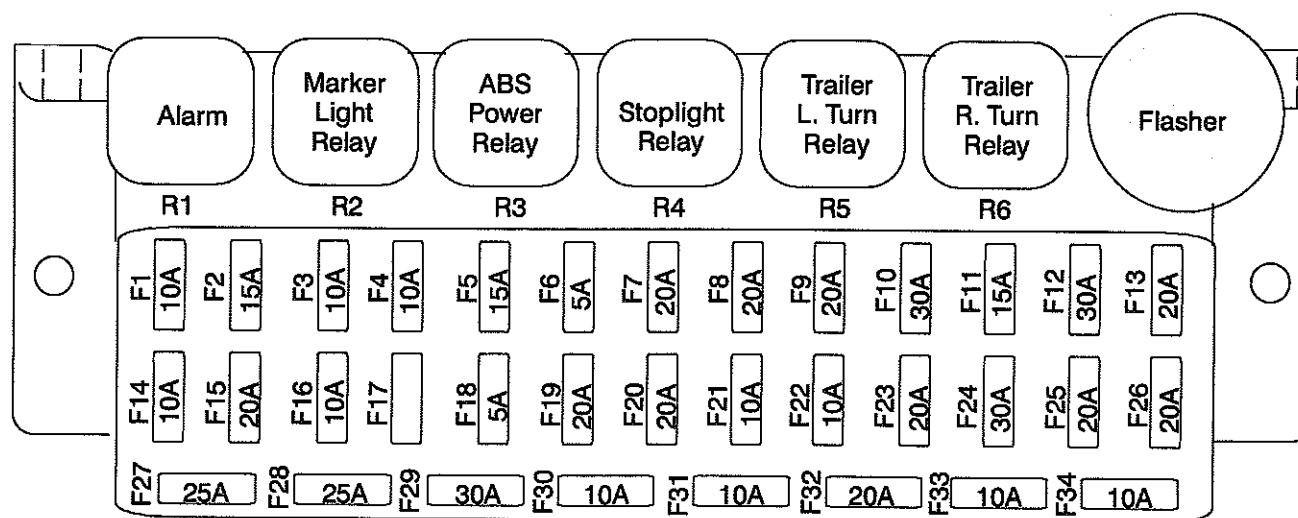 Alarm
Marker
Light
Relay
ABS
Power
Relay
Stoplight
Relay
Trailer
L. Turn
Relay
Trailer
R. Turn
Relay
Flasher
R1 R2 R3 R4 R5 R6
F1 10A F2 15A F3 10A F4 10A F5 15A F6 5A F7 20A F8 20A F9 20A F10 30A F11 15A F12 30A F13 20A
F14 10A F15 20A F16 10A F17 F18 5A F19 20A F20 20A F21 10A F22 10A F23 20A F24 30A F25 20A F26 20A
F27 25A F28 25A F29 30A F30 10A F31 10A F32 20A F33 10A F34 10A